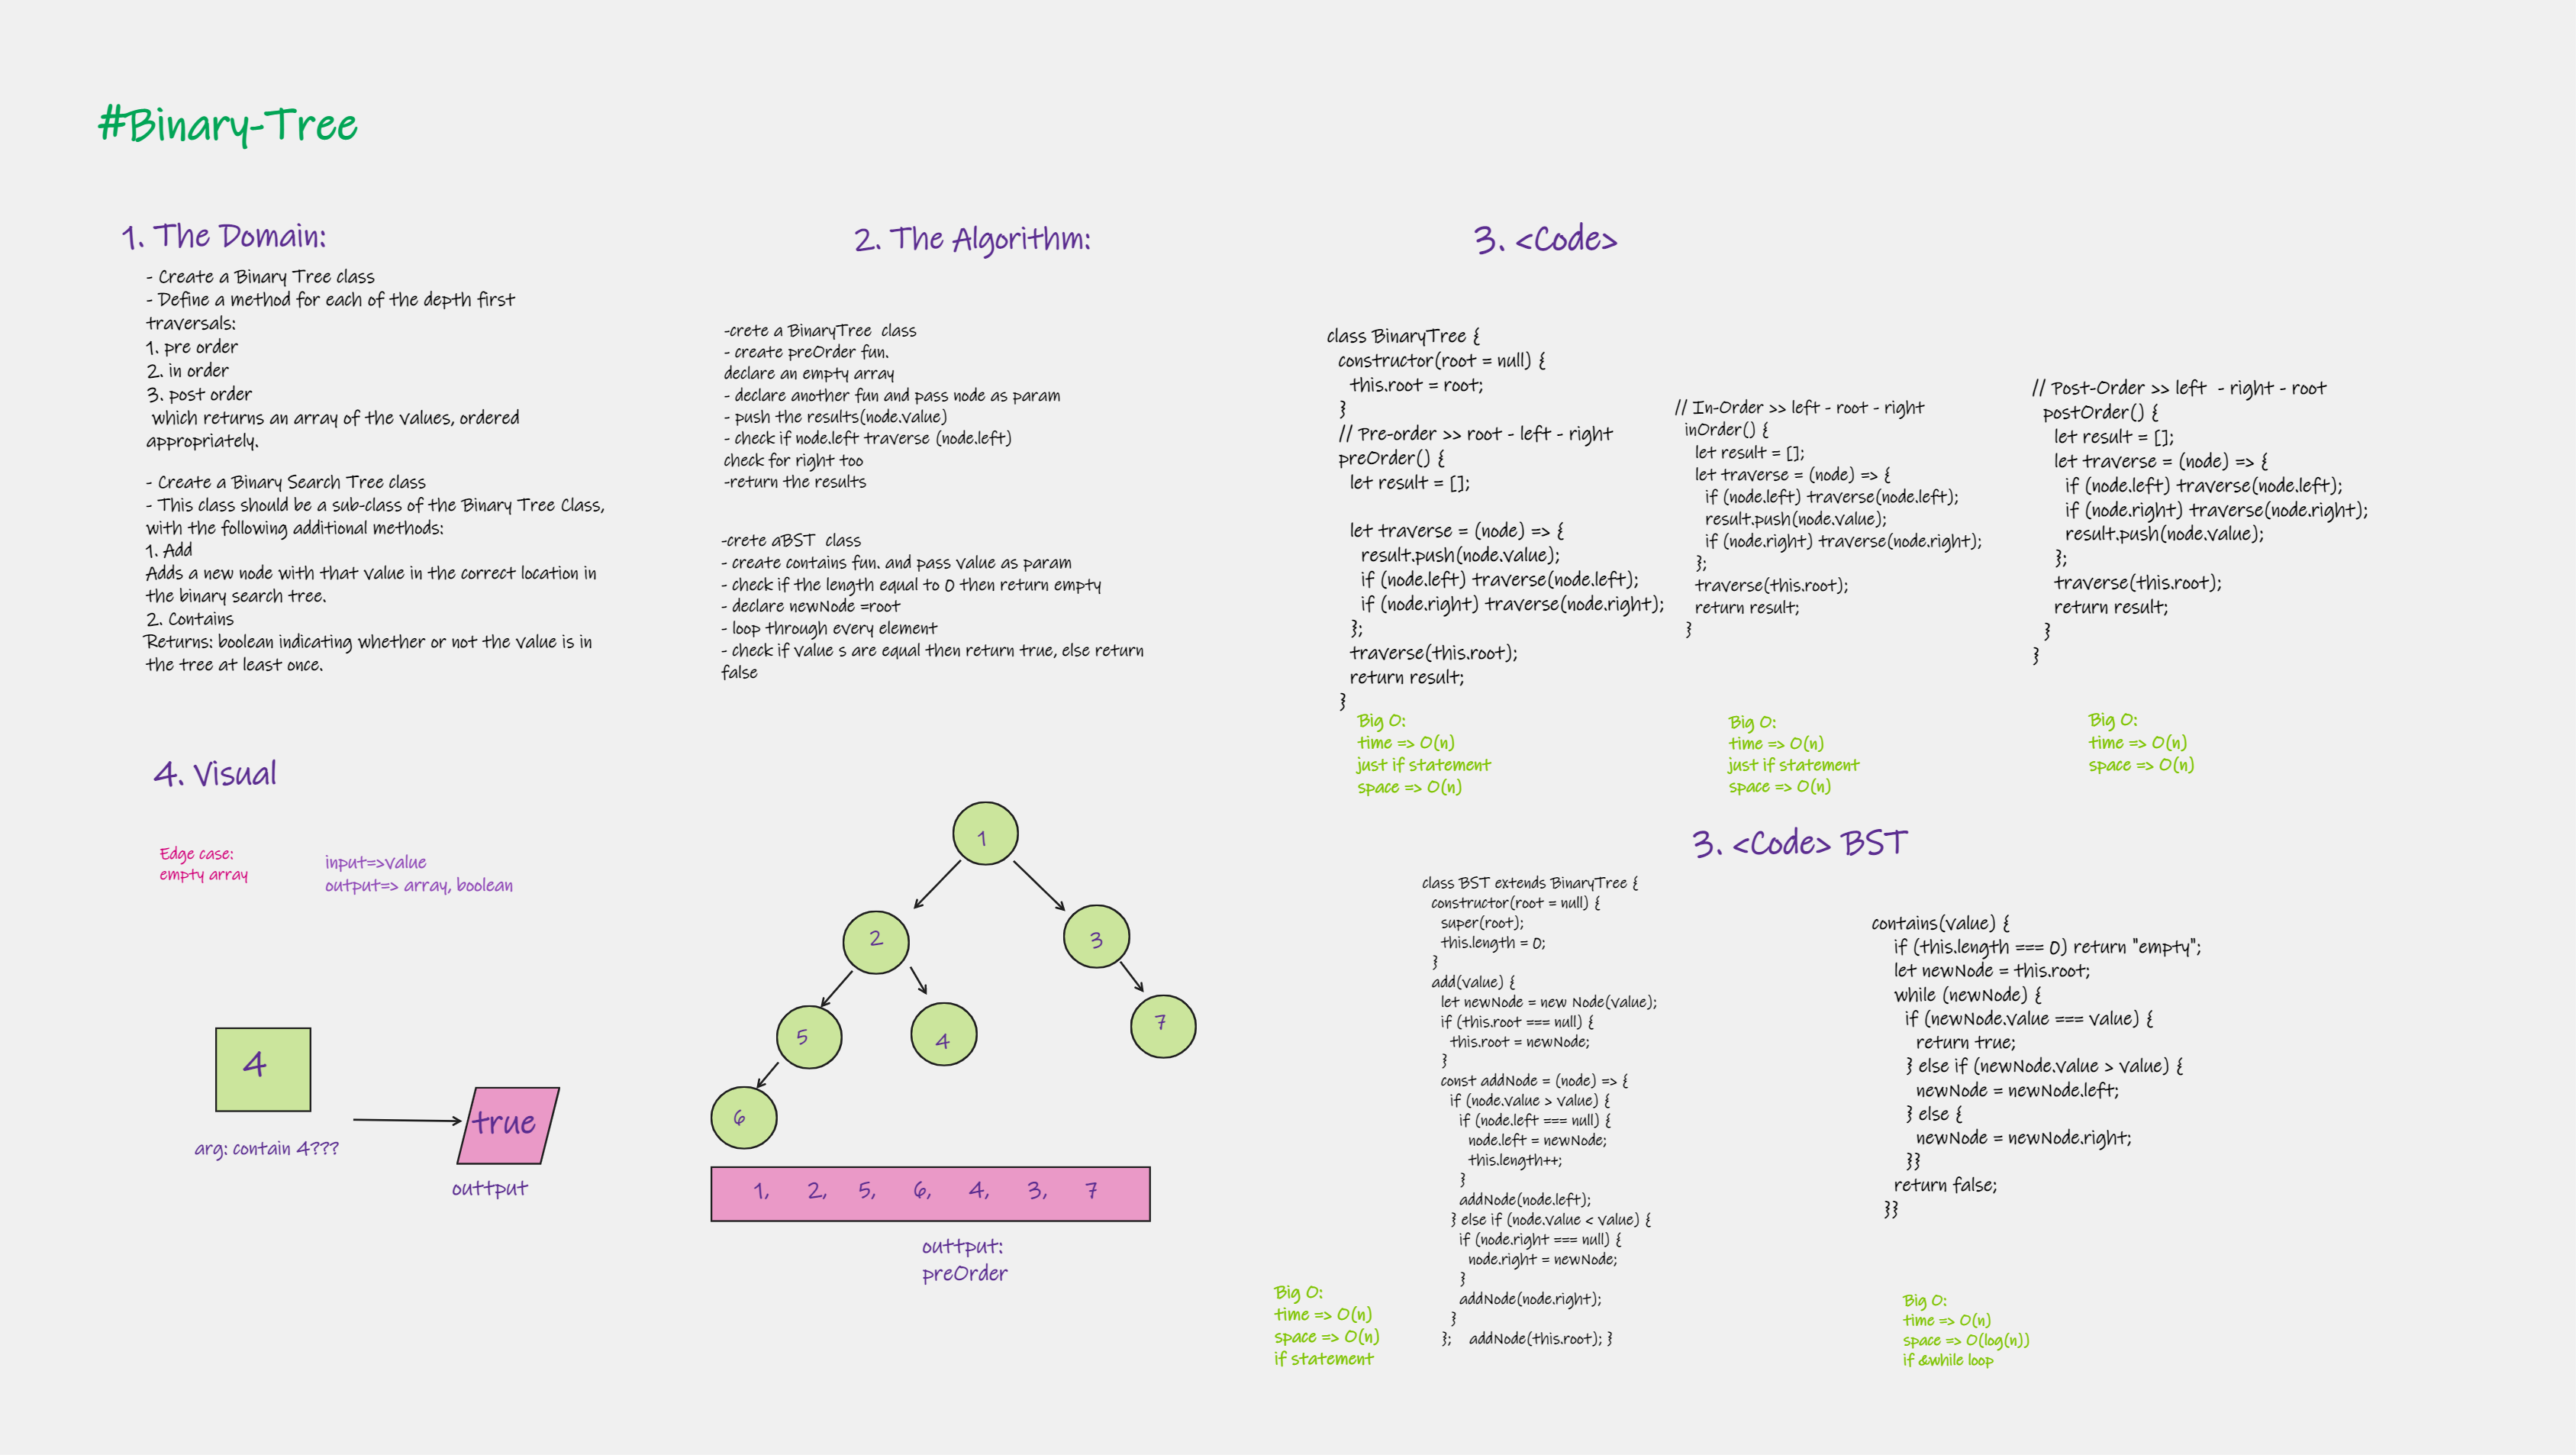 #Binary-Tree
1. The Domain:
- Create a Binary Tree class
- Define a method for each of the depth first
traversals:
1. pre order
2. in order
3. post order
which returns an array of the values, ordered
appropriately.
- Create a Binary Search Tree class
- This class should be a sub-class of the Binary Tree Class,
with the following additional methods:
1. Add
Adds a new node with that value in the correct location in
the binary search tree.
2. Contains
Returns: boolean indicating whether or not the value is in
the tree at least once.
2. The Algorithm:
-crete a BinaryTree class
- create preOrder fun.
declare an empty array
- declare another fun and pass node as param
- push the results(node.value)
- check if node.left traverse (node.left)
check for right too
-return the results
-crete aBST class
- create contains fun. and pass value as param
- check if the length equal to 0 then return empty
- declare newNode =root
- loop through every element
- check if value s are equal then return true, else return
false
3. <Code>
class BinaryTree {
constructor(root = null) {
this.root = root;
}
// Pre-order >> root - left - right
preOrder() {
let result = [];
let traverse = (node) => {
result.push(node.value);
if (node.left) traverse(node.left);
if (node.right) traverse(node.right);
};
traverse(this.root);
return result;
}
Big O:
time => O(n)
just if statement
space => O(n)
// In-Order >> left - root - right
inOrder() {
let result = [];
let traverse = (node) => {
if (node.left) traverse(node.left);
result.push(node.value);
if (node.right) traverse(node.right);
};
traverse(this.root);
return result;
}
Big O:
time => O(n)
just if statement
space => O(n)
// Post-Order >> left - right - root
postOrder() {
let result = [];
let traverse = (node) => {
if (node.left) traverse(node.left);
if (node.right) traverse(node.right);
result.push(node.value);
};
traverse(this.root);
return result;
}
}
Big O:
time => O(n)
space => O(n)
4. Visual
Edge case:
empty array
input=>value
output=> array, boolean
4
arg: contain 4???
true
outtput
1
2
3
5
4
7
6
1, 2, 5, 6, 4, 3, 7
outtput:
preOrder
3. <Code> BST
class BST extends BinaryTree {
constructor(root = null) {
super(root);
this.length = 0;
}
add(value) {
let newNode = new Node(value);
if (this.root === null) {
this.root = newNode;
}
const addNode = (node) => {
if (node.value > value) {
if (node.left === null) {
node.left = newNode;
this.length++;
}
addNode(node.left);
} else if (node.value < value) {
if (node.right === null) {
node.right = newNode;
}
addNode(node.right);
}
}; addNode(this.root); }
Big O:
time => O(n)
space => O(n)
if statement
contains(value) {
if (this.length === 0) return "empty";
let newNode = this.root;
while (newNode) {
if (newNode.value === value) {
return true;
} else if (newNode.value > value) {
newNode = newNode.left;
} else {
newNode = newNode.right;
}}
return false;
}}
Big O:
time => O(n)
space => O(log(n))
if &while loop